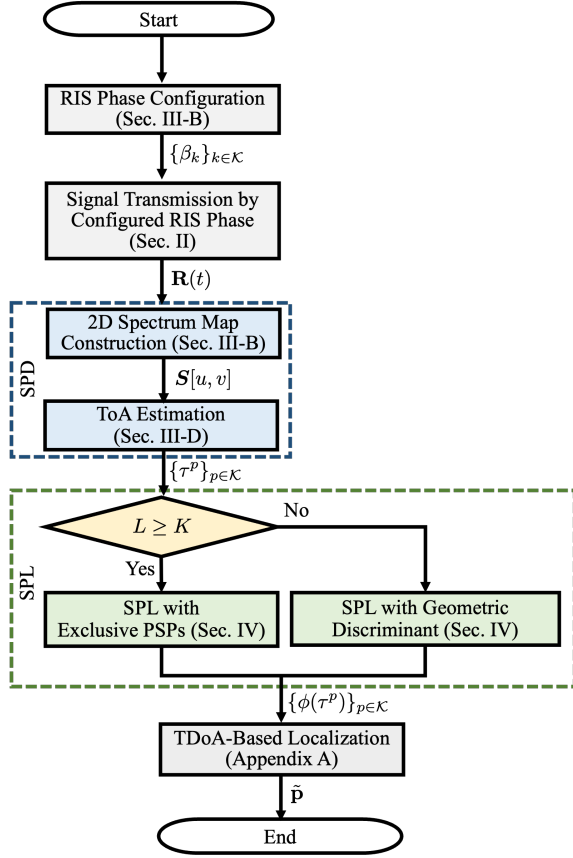 Start
RIS Phase Configuration
(Sec. III-B)
{β_k}_{k∈𝒦}
Signal Transmission by
Configured RIS Phase
(Sec. II)
R(t)
SPD
2D Spectrum Map
Construction (Sec. III-B)
S[u, v]
ToA Estimation
(Sec. III-D)
{τ^p}_{p∈𝒦}
SPL
L ≥ K
No
Yes
SPL with
Exclusive PSPs (Sec. IV)
SPL with Geometric
Discriminant (Sec. IV)
{ϕ(τ^p)}_{p∈𝒦}
TDoA-Based Localization
(Appendix A)
p̃
End